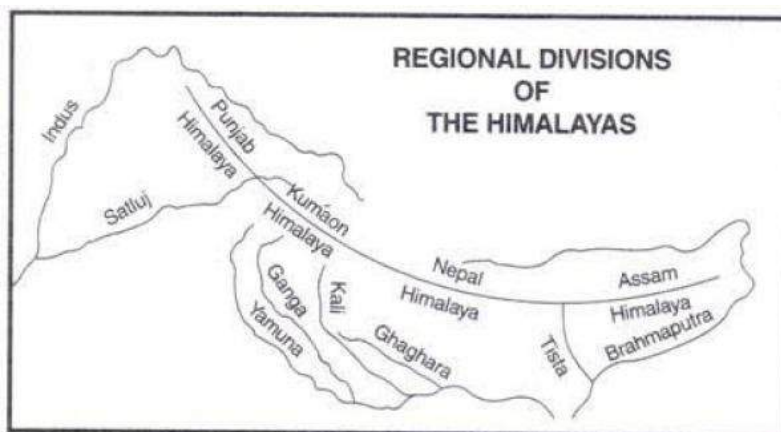 REGIONAL DIVISIONS
OF
THE HIMALAYAS
Indus
Punjab
Himalaya
Satluj
Kumáon
Himalaya
Nepal
Himalaya
Assam
Himalaya
Brahmaputra
Ganga
Yamuna
Kali
Ghaghara
Tista